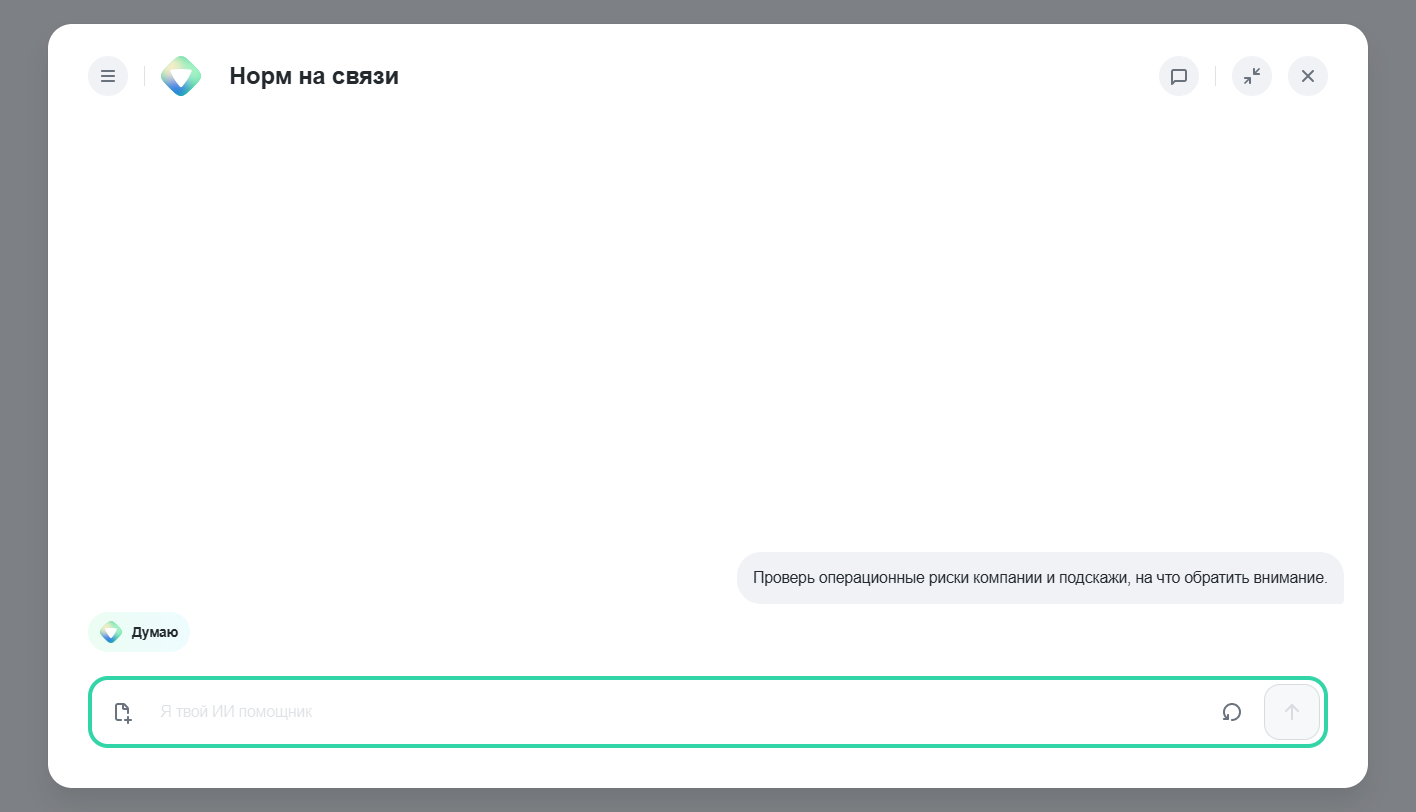 Норм на связи
Проверь операционные риски компании и подскажи, на что обратить внимание.
Думаю
Я твой ИИ помощник